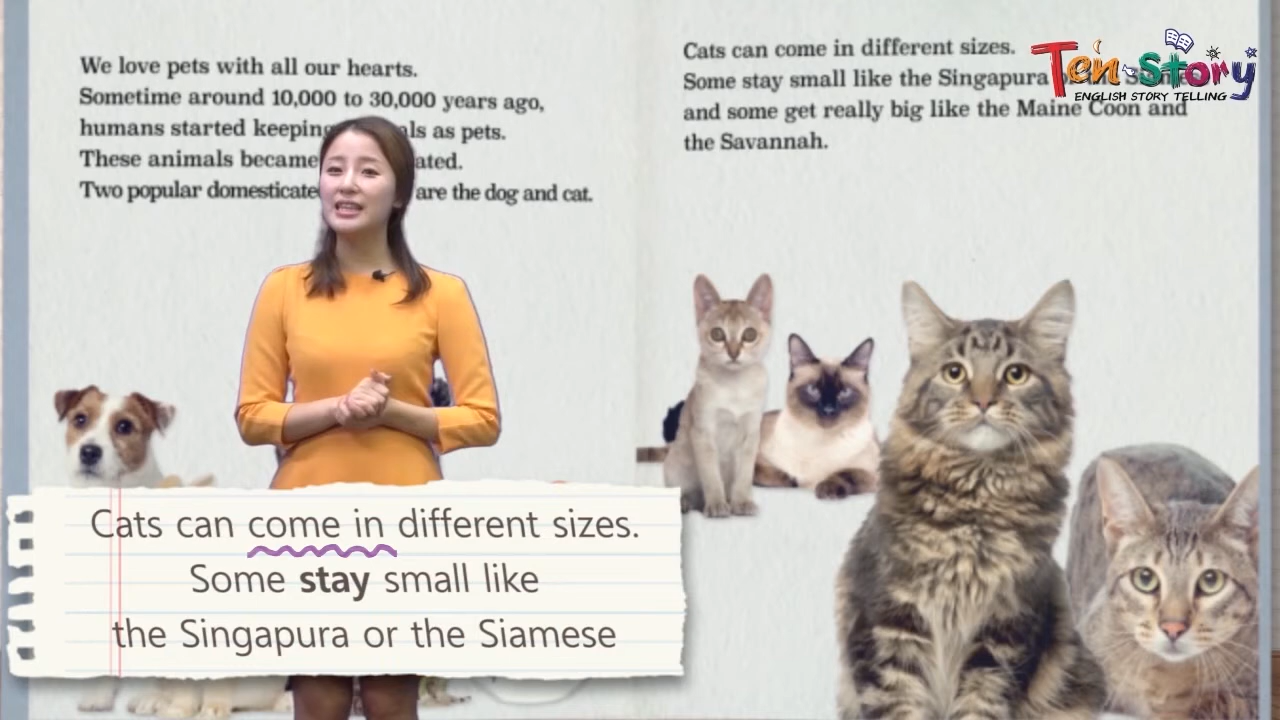 We love pets with all our hearts.
Sometime around 10,000 to 30,000 years ago,
humans started keeping als as pets.
These animals became ated.
Two popular domesticate are the dog and cat.
Cats can come in different sizes.
Some stay small like the Singapura
and some get really big like the Maine Coon and
the Savannah.
Ten-Story
ENGLISH STORY TELLING
Cats can come in different sizes.
Some stay small like
the Singapura or the Siamese